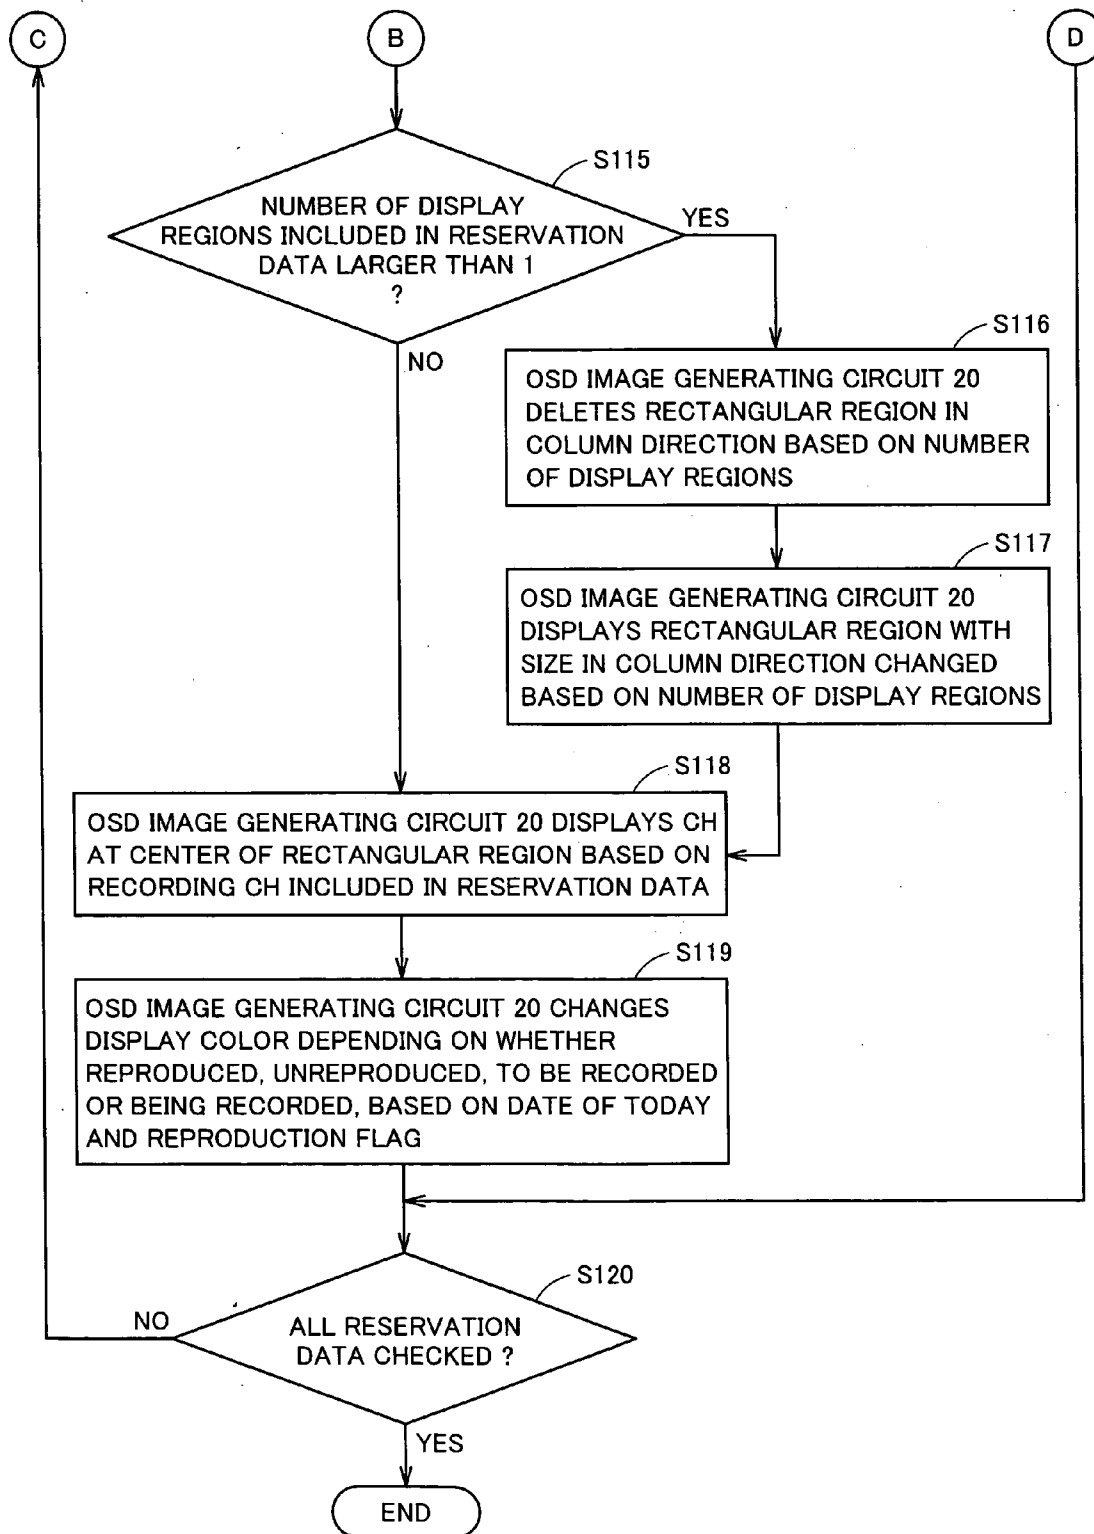 C
B
D
S115
NUMBER OF DISPLAY
REGIONS INCLUDED IN RESERVATION
DATA LARGER THAN 1
?
YES
NO
S116
OSD IMAGE GENERATING CIRCUIT 20
DELETES RECTANGULAR REGION IN
COLUMN DIRECTION BASED ON NUMBER
OF DISPLAY REGIONS
S117
OSD IMAGE GENERATING CIRCUIT 20
DISPLAYS RECTANGULAR REGION WITH
SIZE IN COLUMN DIRECTION CHANGED
BASED ON NUMBER OF DISPLAY REGIONS
S118
OSD IMAGE GENERATING CIRCUIT 20 DISPLAYS CH
AT CENTER OF RECTANGULAR REGION BASED ON
RECORDING CH INCLUDED IN RESERVATION DATA
S119
OSD IMAGE GENERATING CIRCUIT 20 CHANGES
DISPLAY COLOR DEPENDING ON WHETHER
REPRODUCED, UNREPRODUCED, TO BE RECORDED
OR BEING RECORDED, BASED ON DATE OF TODAY
AND REPRODUCTION FLAG
S120
NO
ALL RESERVATION
DATA CHECKED ?
YES
END